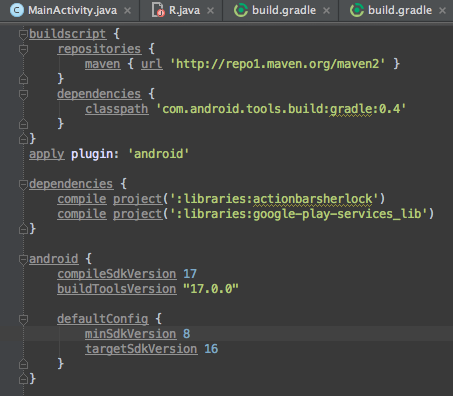 MainActivity.java R.java build.gradle build.gradle
buildscript {
    repositories {
        maven { url 'http://repo1.maven.org/maven2' }
    }
    dependencies {
        classpath 'com.android.tools.build:gradle:0.4'
    }
}
apply plugin: 'android'

dependencies {
    compile project(':libraries:actionbarsherlock')
    compile project(':libraries:google-play-services_lib')
}

android {
    compileSdkVersion 17
    buildToolsVersion "17.0.0"

    defaultConfig {
        minSdkVersion 8
        targetSdkVersion 16
    }
}